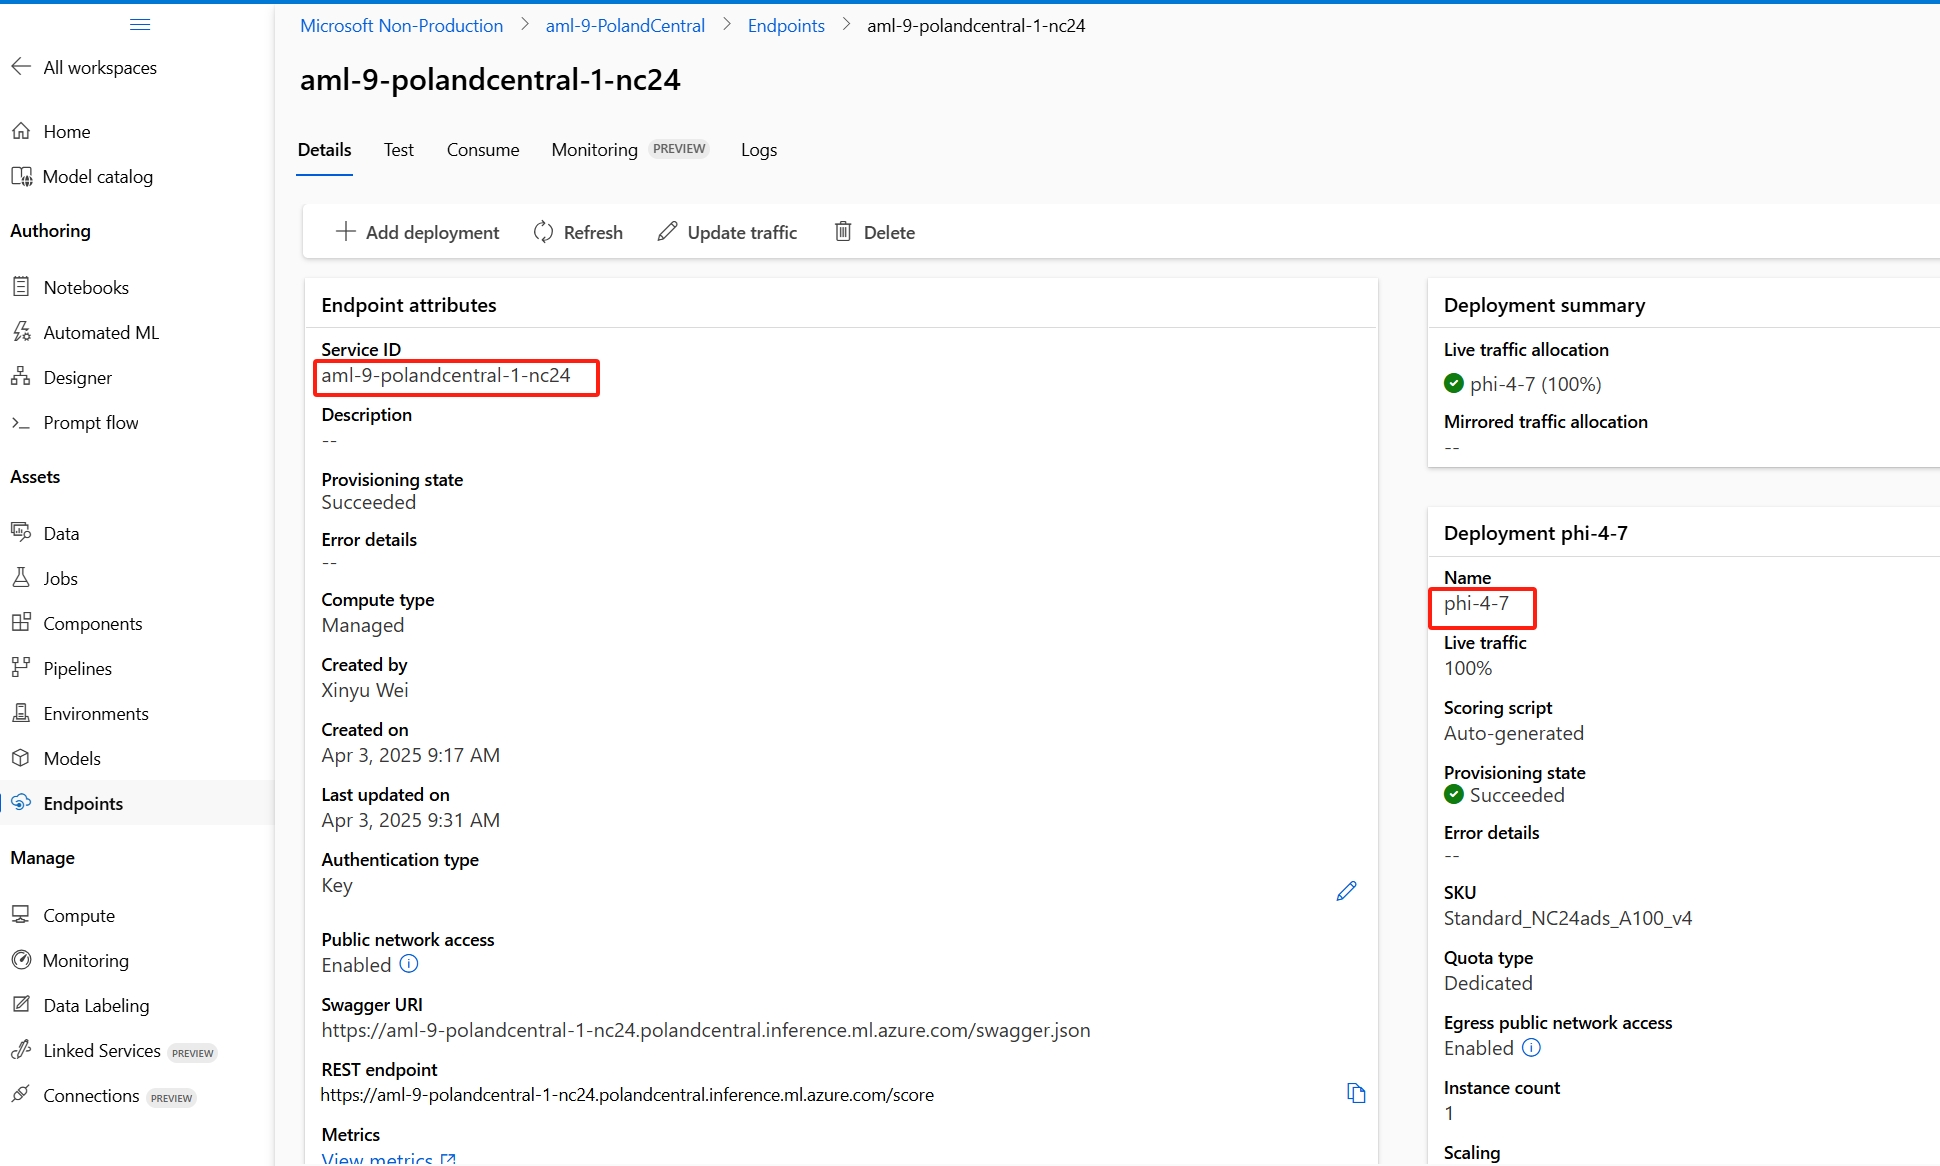 Microsoft Non-Production > aml-9-PolandCentral > Endpoints > aml-9-polandcentral-1-nc24
All workspaces
Home
Model catalog
Authoring
Notebooks
Automated ML
Designer
Prompt flow
Assets
Data
Jobs
Components
Pipelines
Environments
Models
Endpoints
Manage
Compute
Monitoring
Data Labeling
Linked Services PREVIEW
Connections PREVIEW
aml-9-polandcentral-1-nc24
Details Test Consume Monitoring PREVIEW Logs
Add deployment Refresh Update traffic Delete
Endpoint attributes
Service ID
aml-9-polandcentral-1-nc24
Description
--
Provisioning state
Succeeded
Error details
--
Compute type
Managed
Created by
Xinyu Wei
Created on
Apr 3, 2025 9:17 AM
Last updated on
Apr 3, 2025 9:31 AM
Authentication type
Key
Public network access
Enabled
Swagger URI
https://aml-9-polandcentral-1-nc24.polandcentral.inference.ml.azure.com/swagger.json
REST endpoint
https://aml-9-polandcentral-1-nc24.polandcentral.inference.ml.azure.com/score
Metrics
View metrics
Deployment summary
Live traffic allocation
phi-4-7 (100%)
Mirrored traffic allocation
--
Deployment phi-4-7
Name
phi-4-7
Live traffic
100%
Scoring script
Auto-generated
Provisioning state
Succeeded
Error details
--
SKU
Standard_NC24ads_A100_v4
Quota type
Dedicated
Egress public network access
Enabled
Instance count
1
Scaling